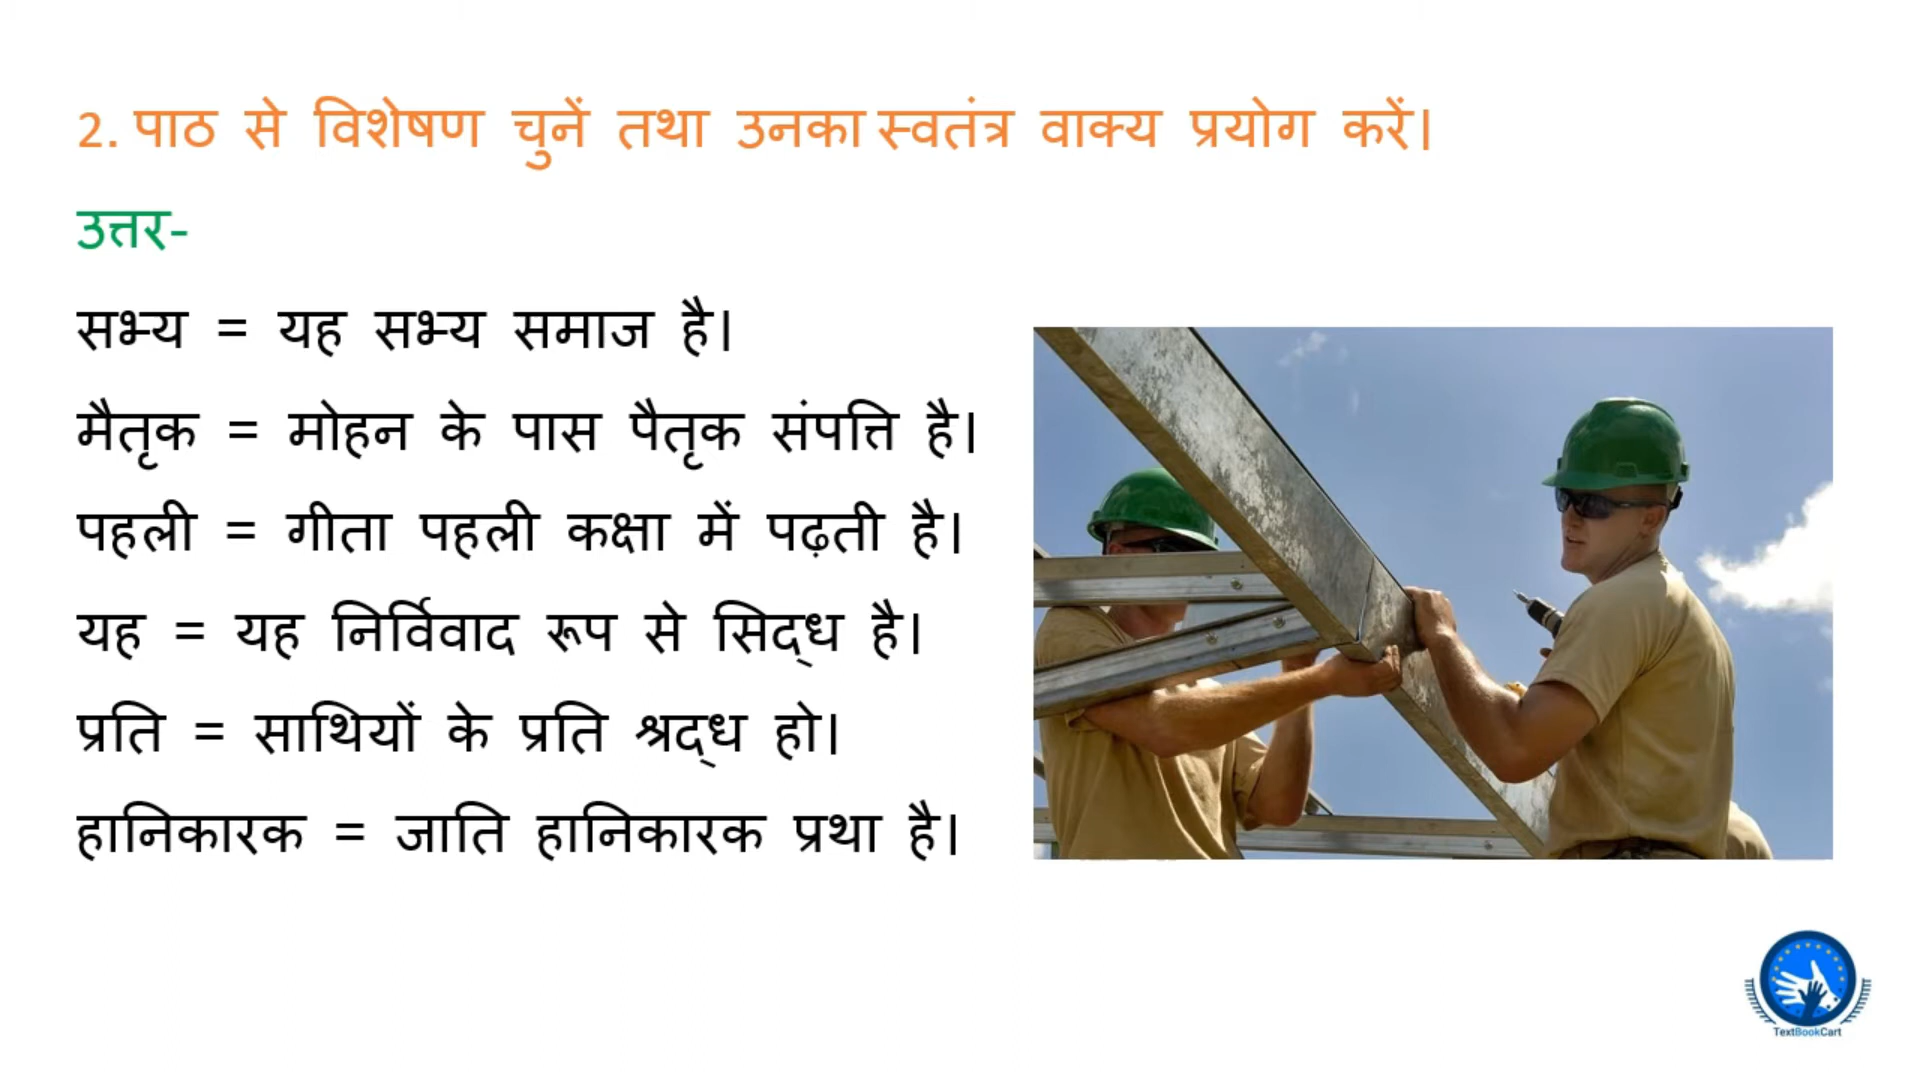 2. पाठ से विशेषण चुनें तथा उनका स्वतंत्र वाक्य प्रयोग करें।
उत्तर-
सभ्य = यह सभ्य समाज है।
मैतृक = मोहन के पास पैतृक संपत्ति है।
पहली = गीता पहली कक्षा में पढ़ती है।
यह = यह निर्विवाद रूप से सिद्ध है।
प्रति = साथियों के प्रति श्रद्ध हो।
हानिकारक = जाति हानिकारक प्रथा है।
TextBookCart